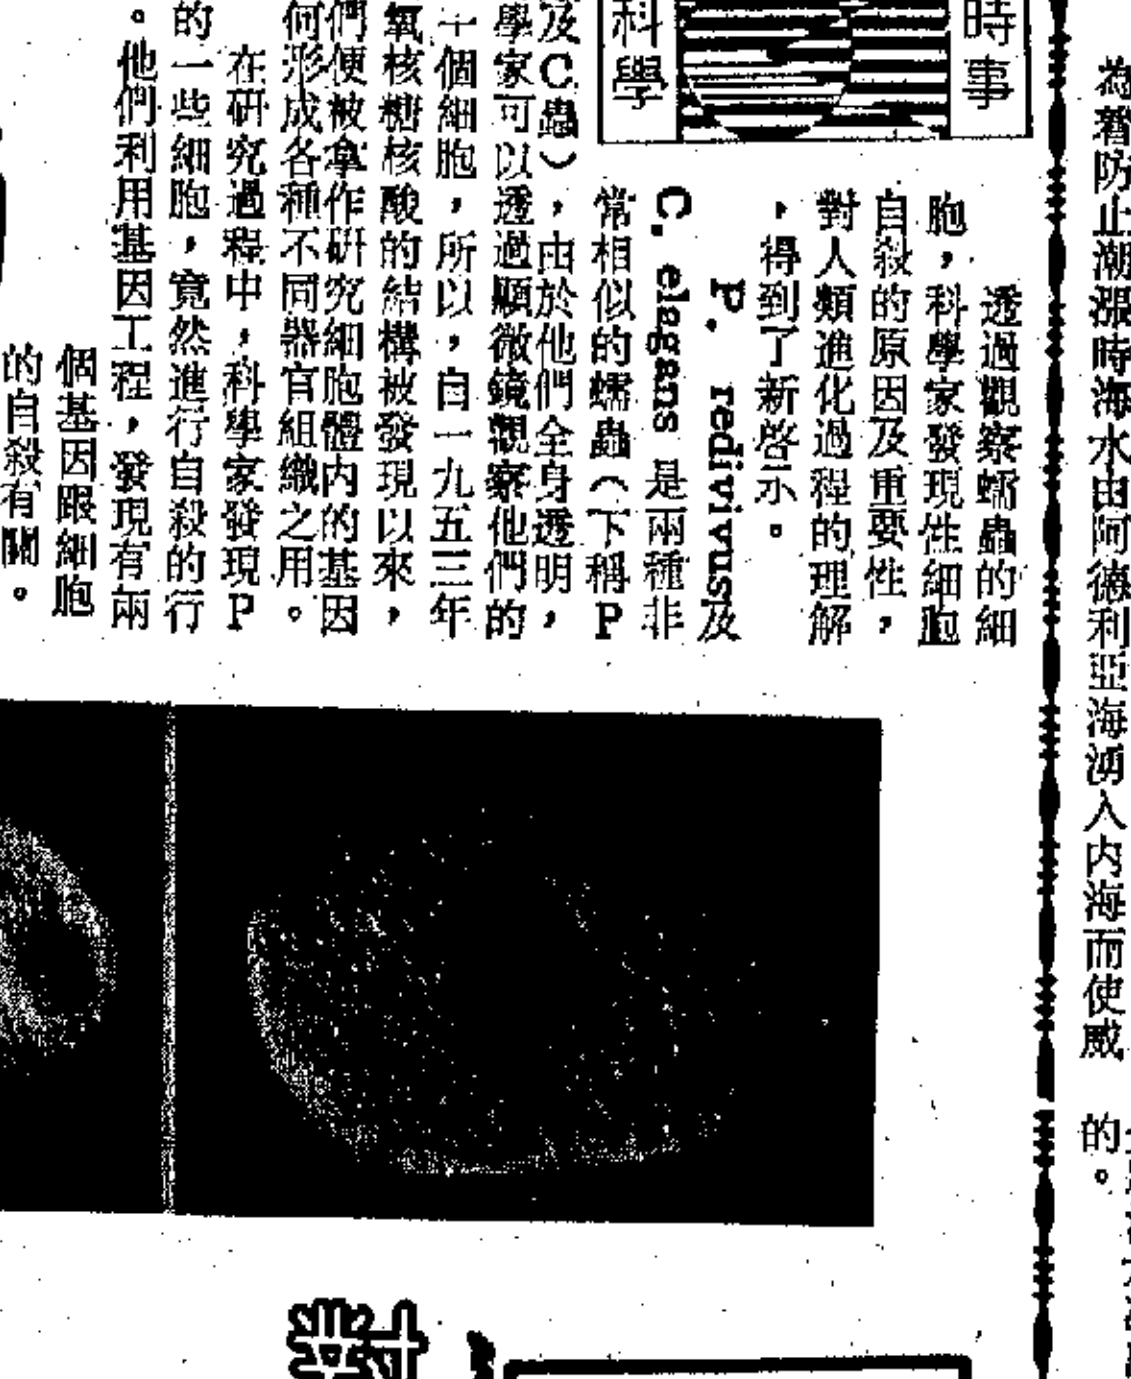 為着防止潮漲時海水由阿德利亞海湧入内海而使威
的。
時事
科學
透過觀察蠕蟲的細
胞，科學家發現性細胞
自殺的原因及重要性，
對人類進化過程的理解
，得到了新啓示。
P. redivivus及
C. elegans 是兩種非
常相似的蠕蟲（下稱P
及C蟲），由於他們全身透明，
學家可以透過顯微鏡觀察他們的
十個細胞，所以，自一九五三年
氧核糖核酸的結構被發現以來，
們便被拿作研究細胞體内的基因
何形成各種不同器官組織之用。
在研究過程中，科學家發現P
的一些細胞，竟然進行自殺的行
。他們利用基因工程，發現有兩
個基因跟細胞
的自殺有關。